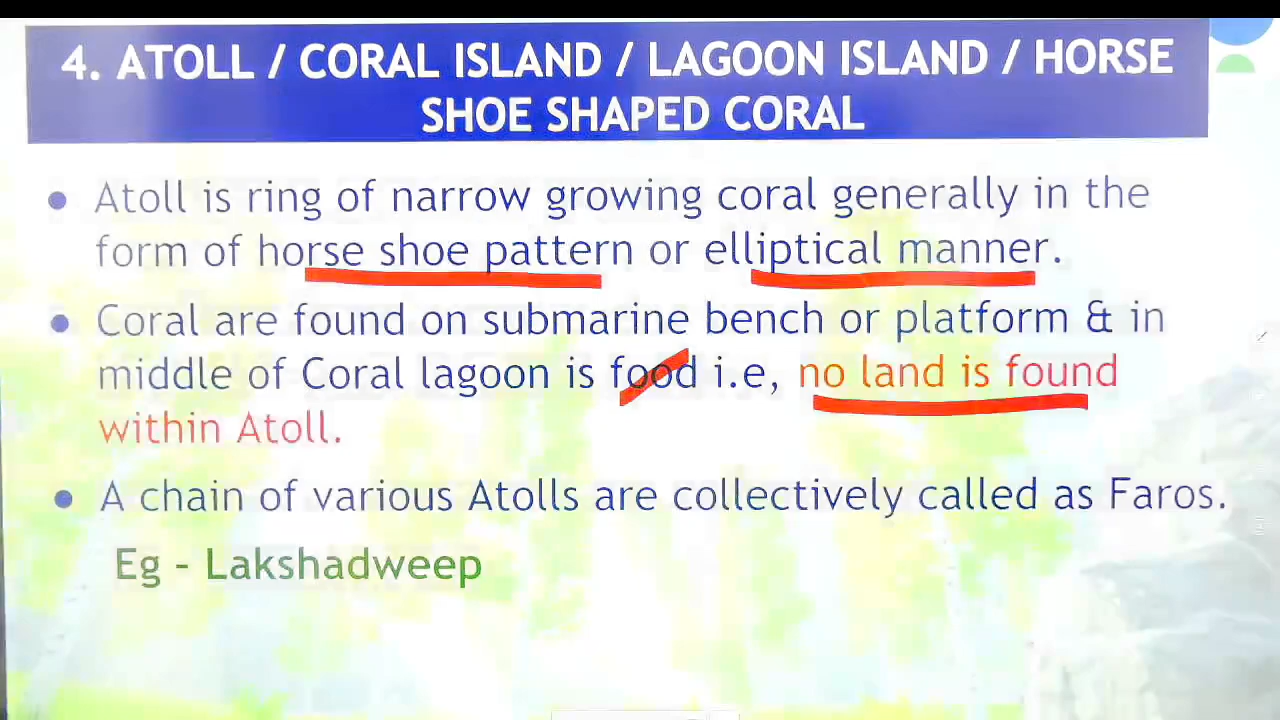 4. ATOLL / CORAL ISLAND / LAGOON ISLAND / HORSE
SHOE SHAPED CORAL
• Atoll is ring of narrow growing coral generally in the
form of horse shoe pattern or elliptical manner.
• Coral are found on submarine bench or platform & in
middle of Coral lagoon is food i.e, no land is found
within Atoll.
• A chain of various Atolls are collectively called as Faros.
Eg – Lakshadweep